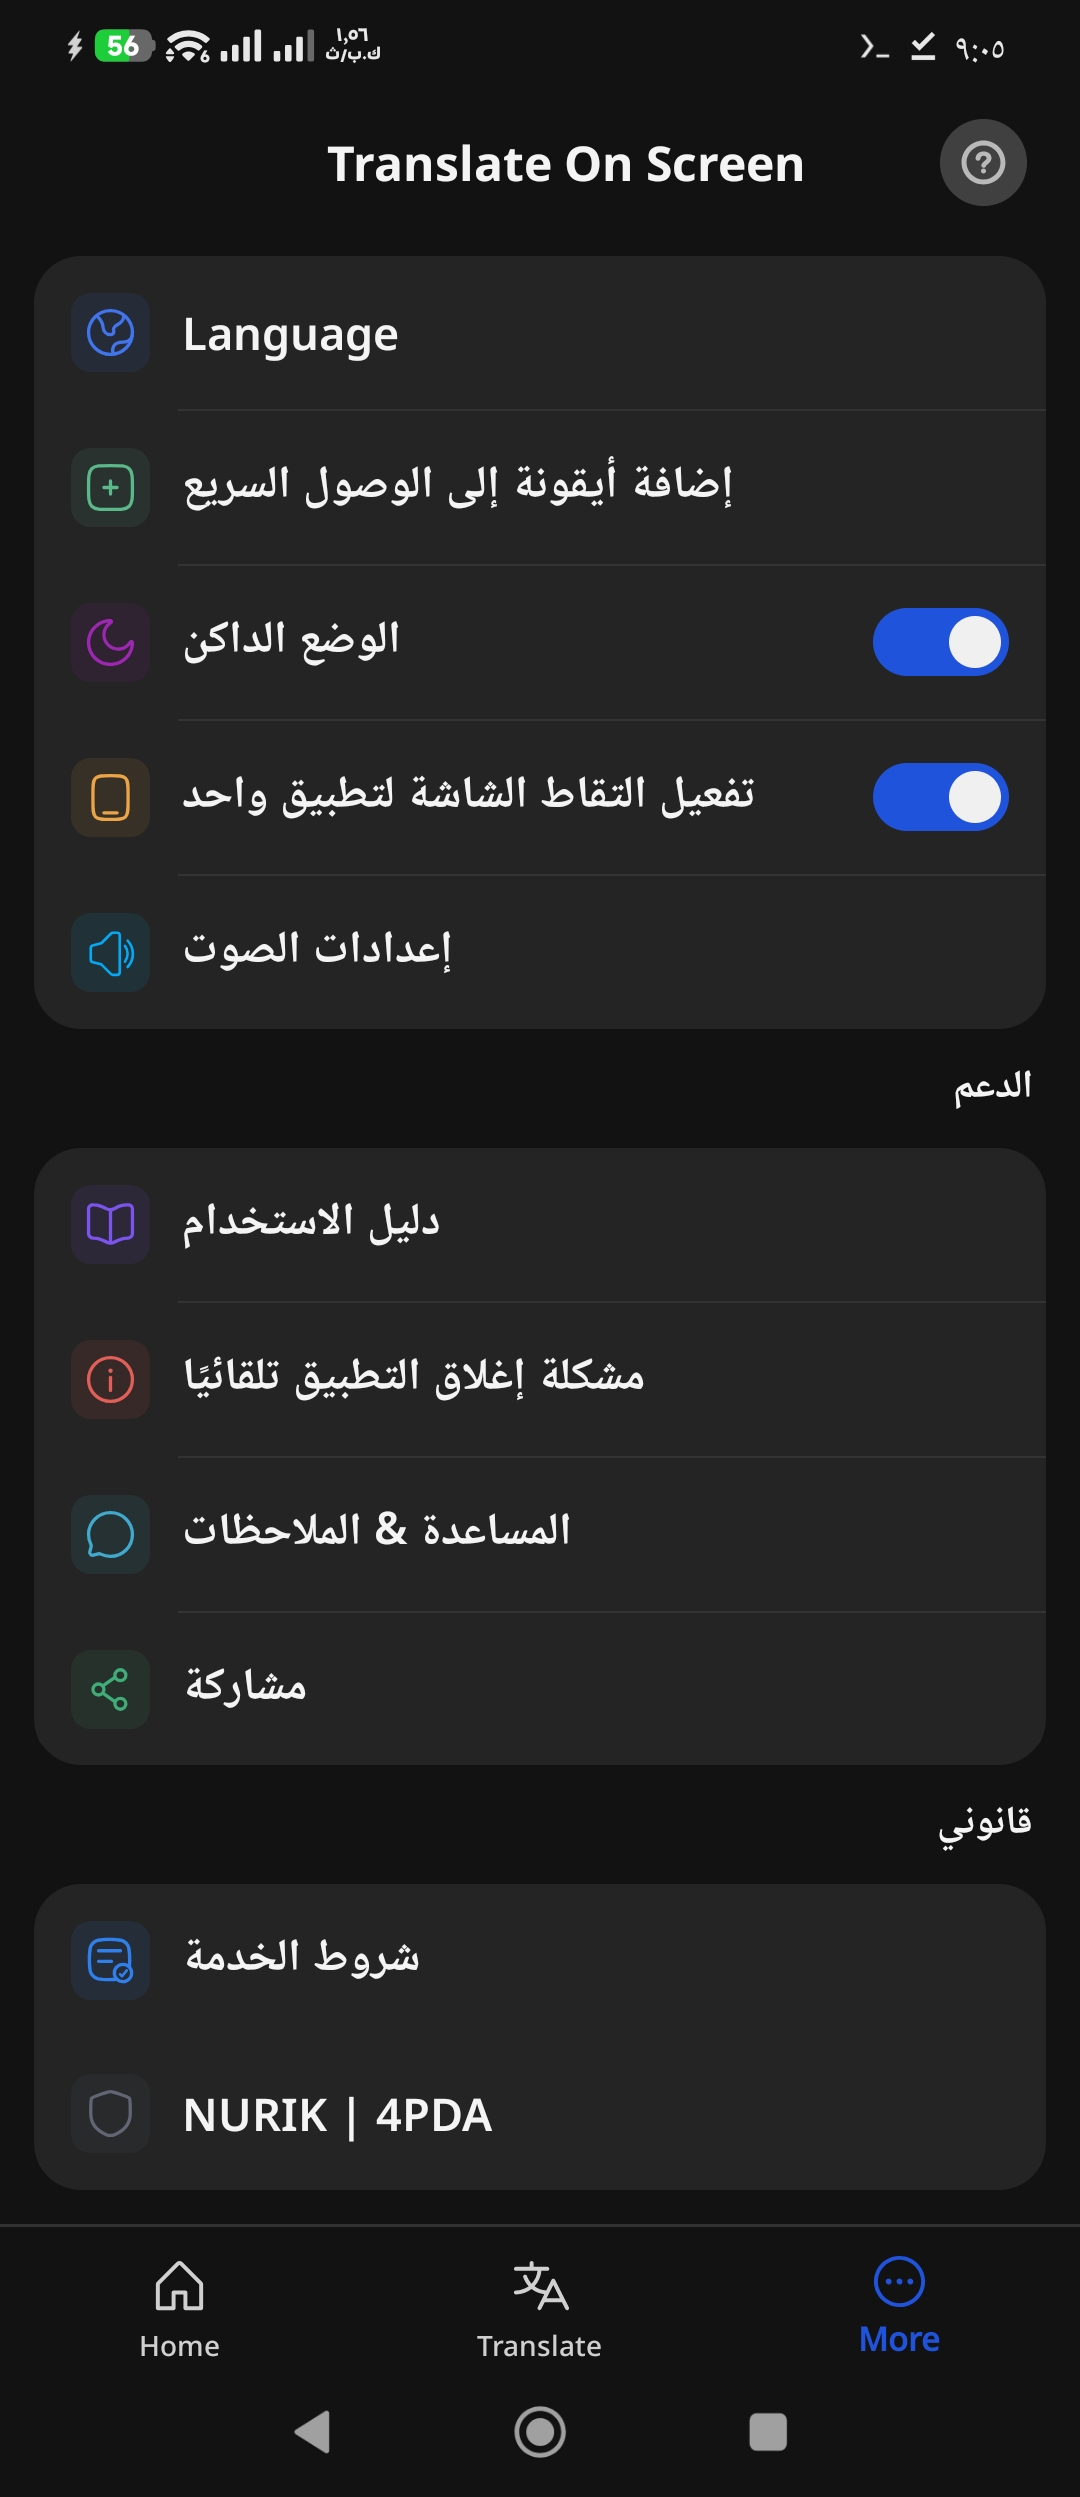 56
6
١,٥٦
ك.ب/ث
٩:٠٥
Translate On Screen
Language
إضافة أيقونة إلى الوصول السريع
الوضع الداكن
تفعيل التقاط الشاشة لتطبيق واحد
إعدادات الصوت
الدعم
دليل الاستخدام
مشكلة إغلاق التطبيق تلقائيًا
المساعدة & الملاحظات
مشاركة
قانوني
شروط الخدمة
NURIK | 4PDA
Home
Translate
More